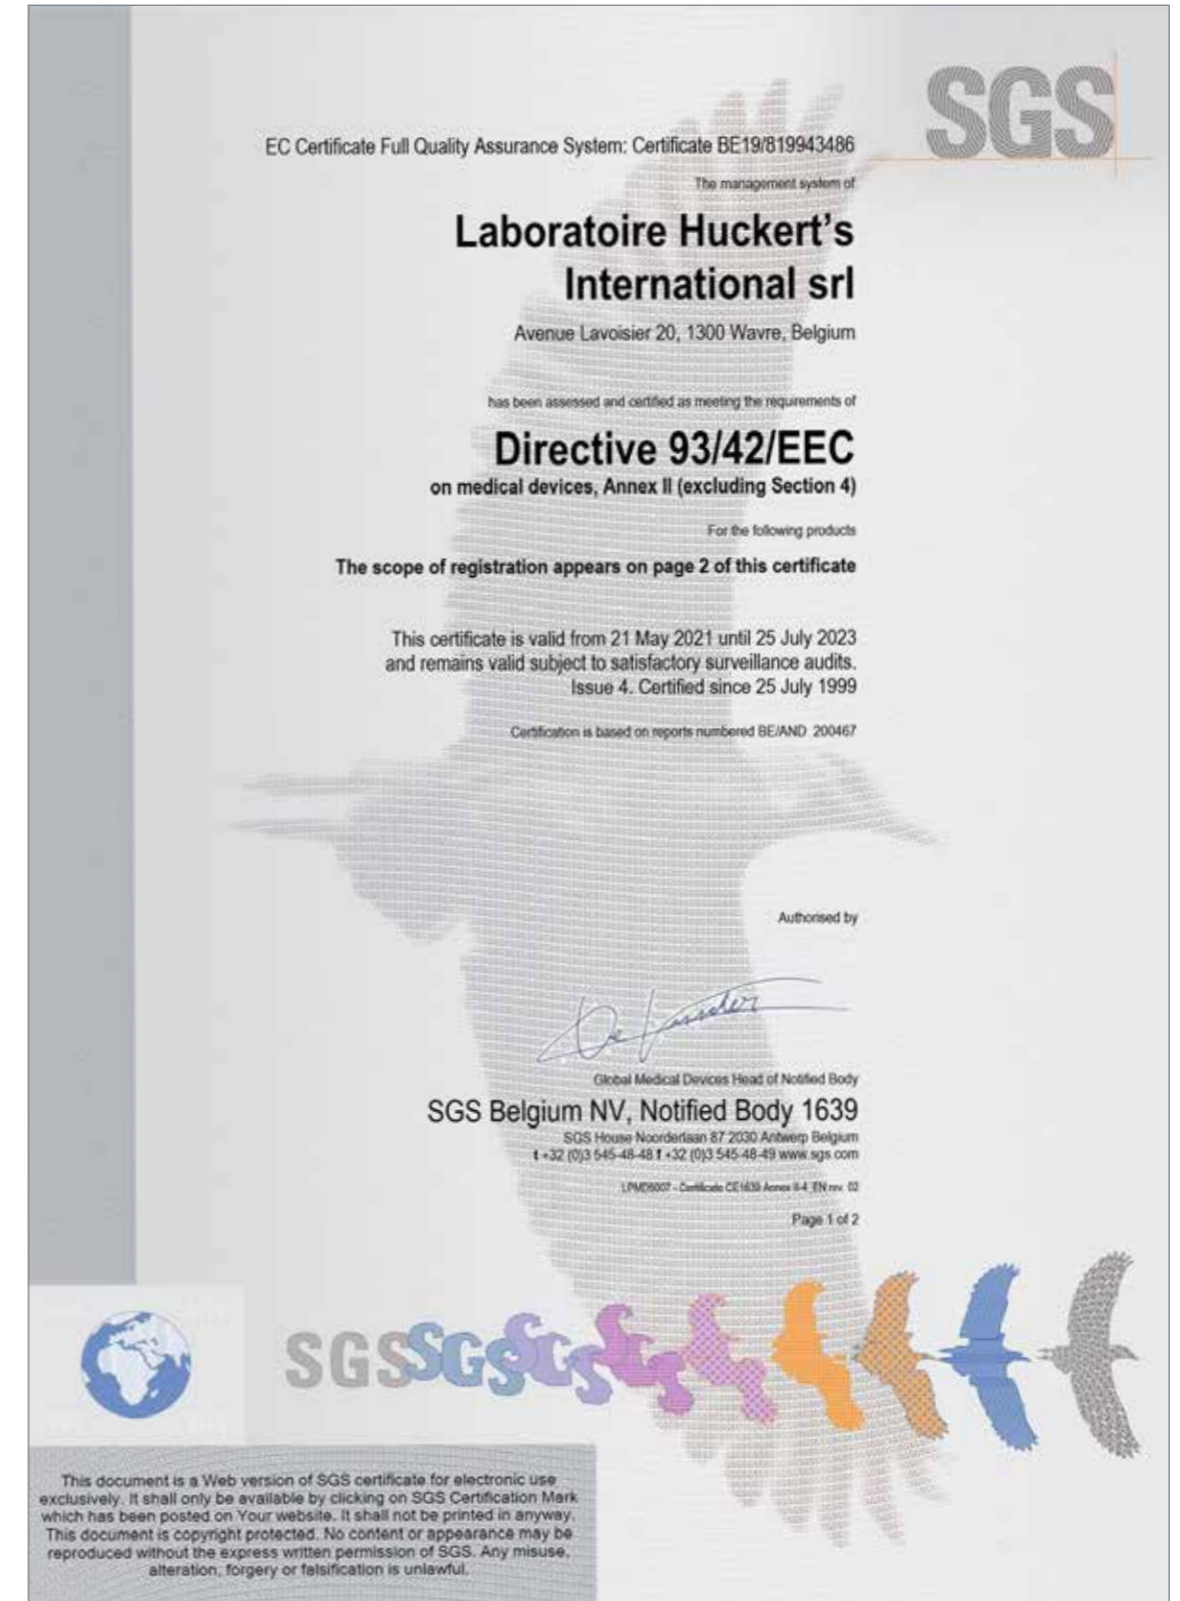 SGS
EC Certificate Full Quality Assurance System: Certificate BE19/819943486
The management system of
Laboratoire Huckert's
International srl
Avenue Lavoisier 20, 1300 Wavre, Belgium
has been assessed and certified as meeting the requirements of
Directive 93/42/EEC
on medical devices, Annex II (excluding Section 4)
For the following products
The scope of registration appears on page 2 of this certificate
This certificate is valid from 21 May 2021 until 25 July 2023
and remains valid subject to satisfactory surveillance audits.
Issue 4. Certified since 25 July 1999
Certification is based on reports numbered BE/AND 200467
Authorised by
Global Medical Devices Head of Notified Body
SGS Belgium NV, Notified Body 1639
SGS House Noorderlaan 87 2030 Antwerp Belgium
t +32 (0)3 545-48-48 f +32 (0)3 545-48-49 www.sgs.com
- Certificate CE1639 Annex II-4_EN rev. 02
Page 1 of 2
SGSSGS
This document is a Web version of SGS certificate for electronic use
exclusively. It shall only be available by clicking on SGS Certification Mark
which has been posted on Your website. It shall not be printed in anyway.
This document is copyright protected. No content or appearance may be
reproduced without the express written permission of SGS. Any misuse,
alteration, forgery or falsification is unlawful.